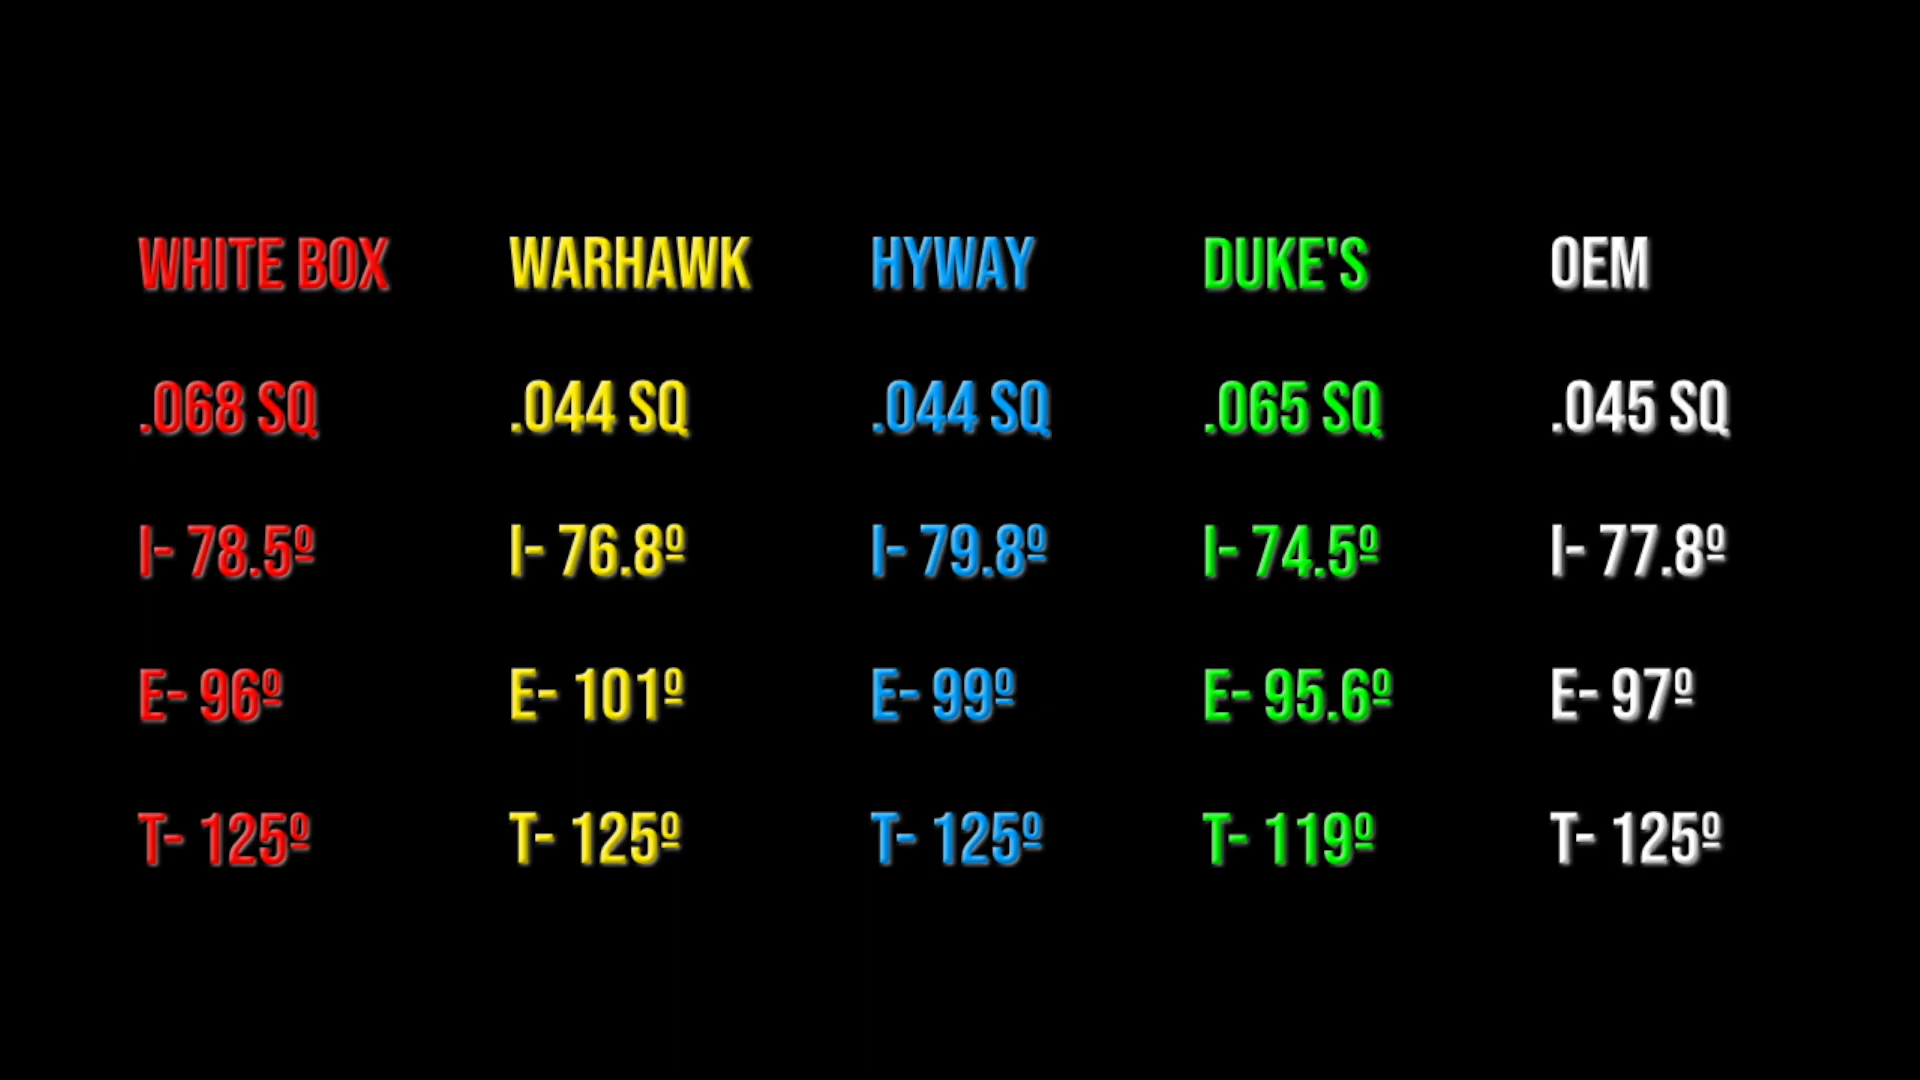 WHITE BOX WARHAWK HYWAY DUKE'S OEM
.068 SQ .044 SQ .044 SQ .065 SQ .045 SQ
I- 78.5º I- 76.8º I- 79.8º I- 74.5º I- 77.8º
E- 96º E- 101º E- 99º E- 95.6º E- 97º
T- 125º T- 125º T- 125º T- 119º T- 125º